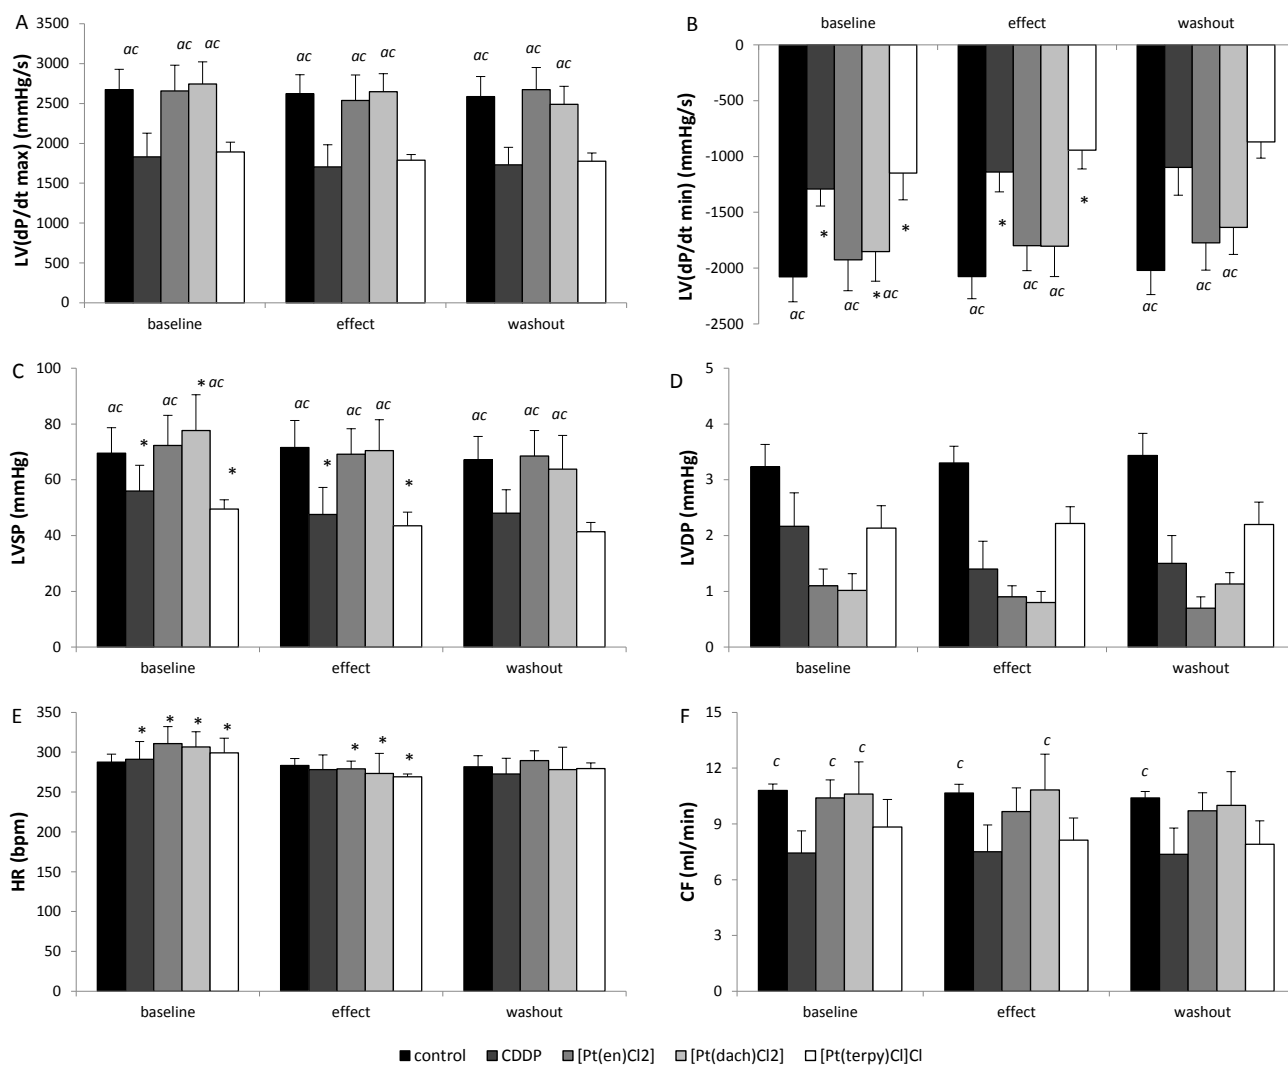 A
LV(dP/dt max) (mmHg/s)
3500
3000
2500
2000
1500
1000
500
0
ac ac ac ac ac ac ac ac ac
baseline effect washout
B
baseline effect washout
LV(dP/dt min) (mmHg/s)
0
-500
-1000
-1500
-2000
-2500
* * * *
ac ac * ac ac ac ac ac ac
C
LVSP (mmHg)
100
80
60
40
20
0
ac * ac * ac * ac * ac ac * ac ac ac
baseline effect washout
D
LVDP (mmHg)
5
4
3
2
1
0
baseline effect washout
E
HR (bpm)
350
300
250
200
150
100
50
0
* * * * * * *
baseline effect washout
F
CF (ml/min)
15
12
9
6
3
0
c c c c c c
baseline effect washout
control CDDP [Pt(en)Cl2] [Pt(dach)Cl2] [Pt(terpy)Cl]Cl